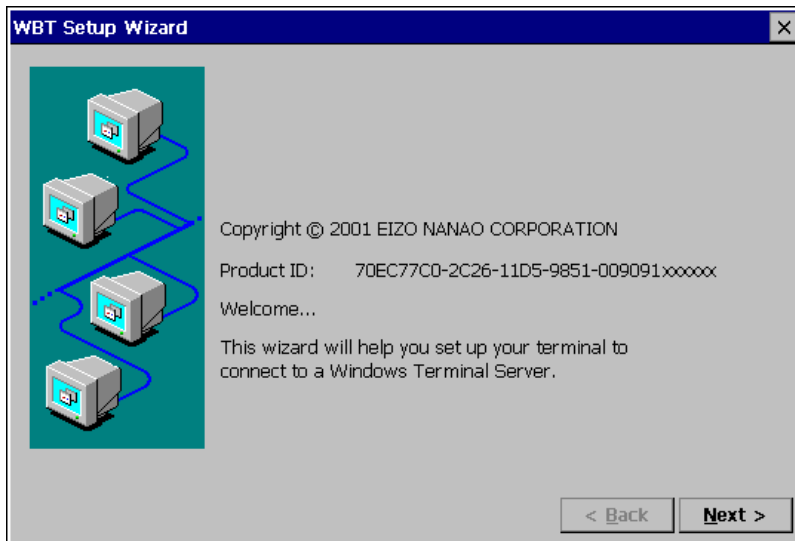 WBT Setup Wizard
Copyright © 2001 EIZO NANAO CORPORATION
Product ID: 70EC77C0-2C26-11D5-9851-009091xxxxxx
Welcome...
This wizard will help you set up your terminal to
connect to a Windows Terminal Server.
< Back
Next >